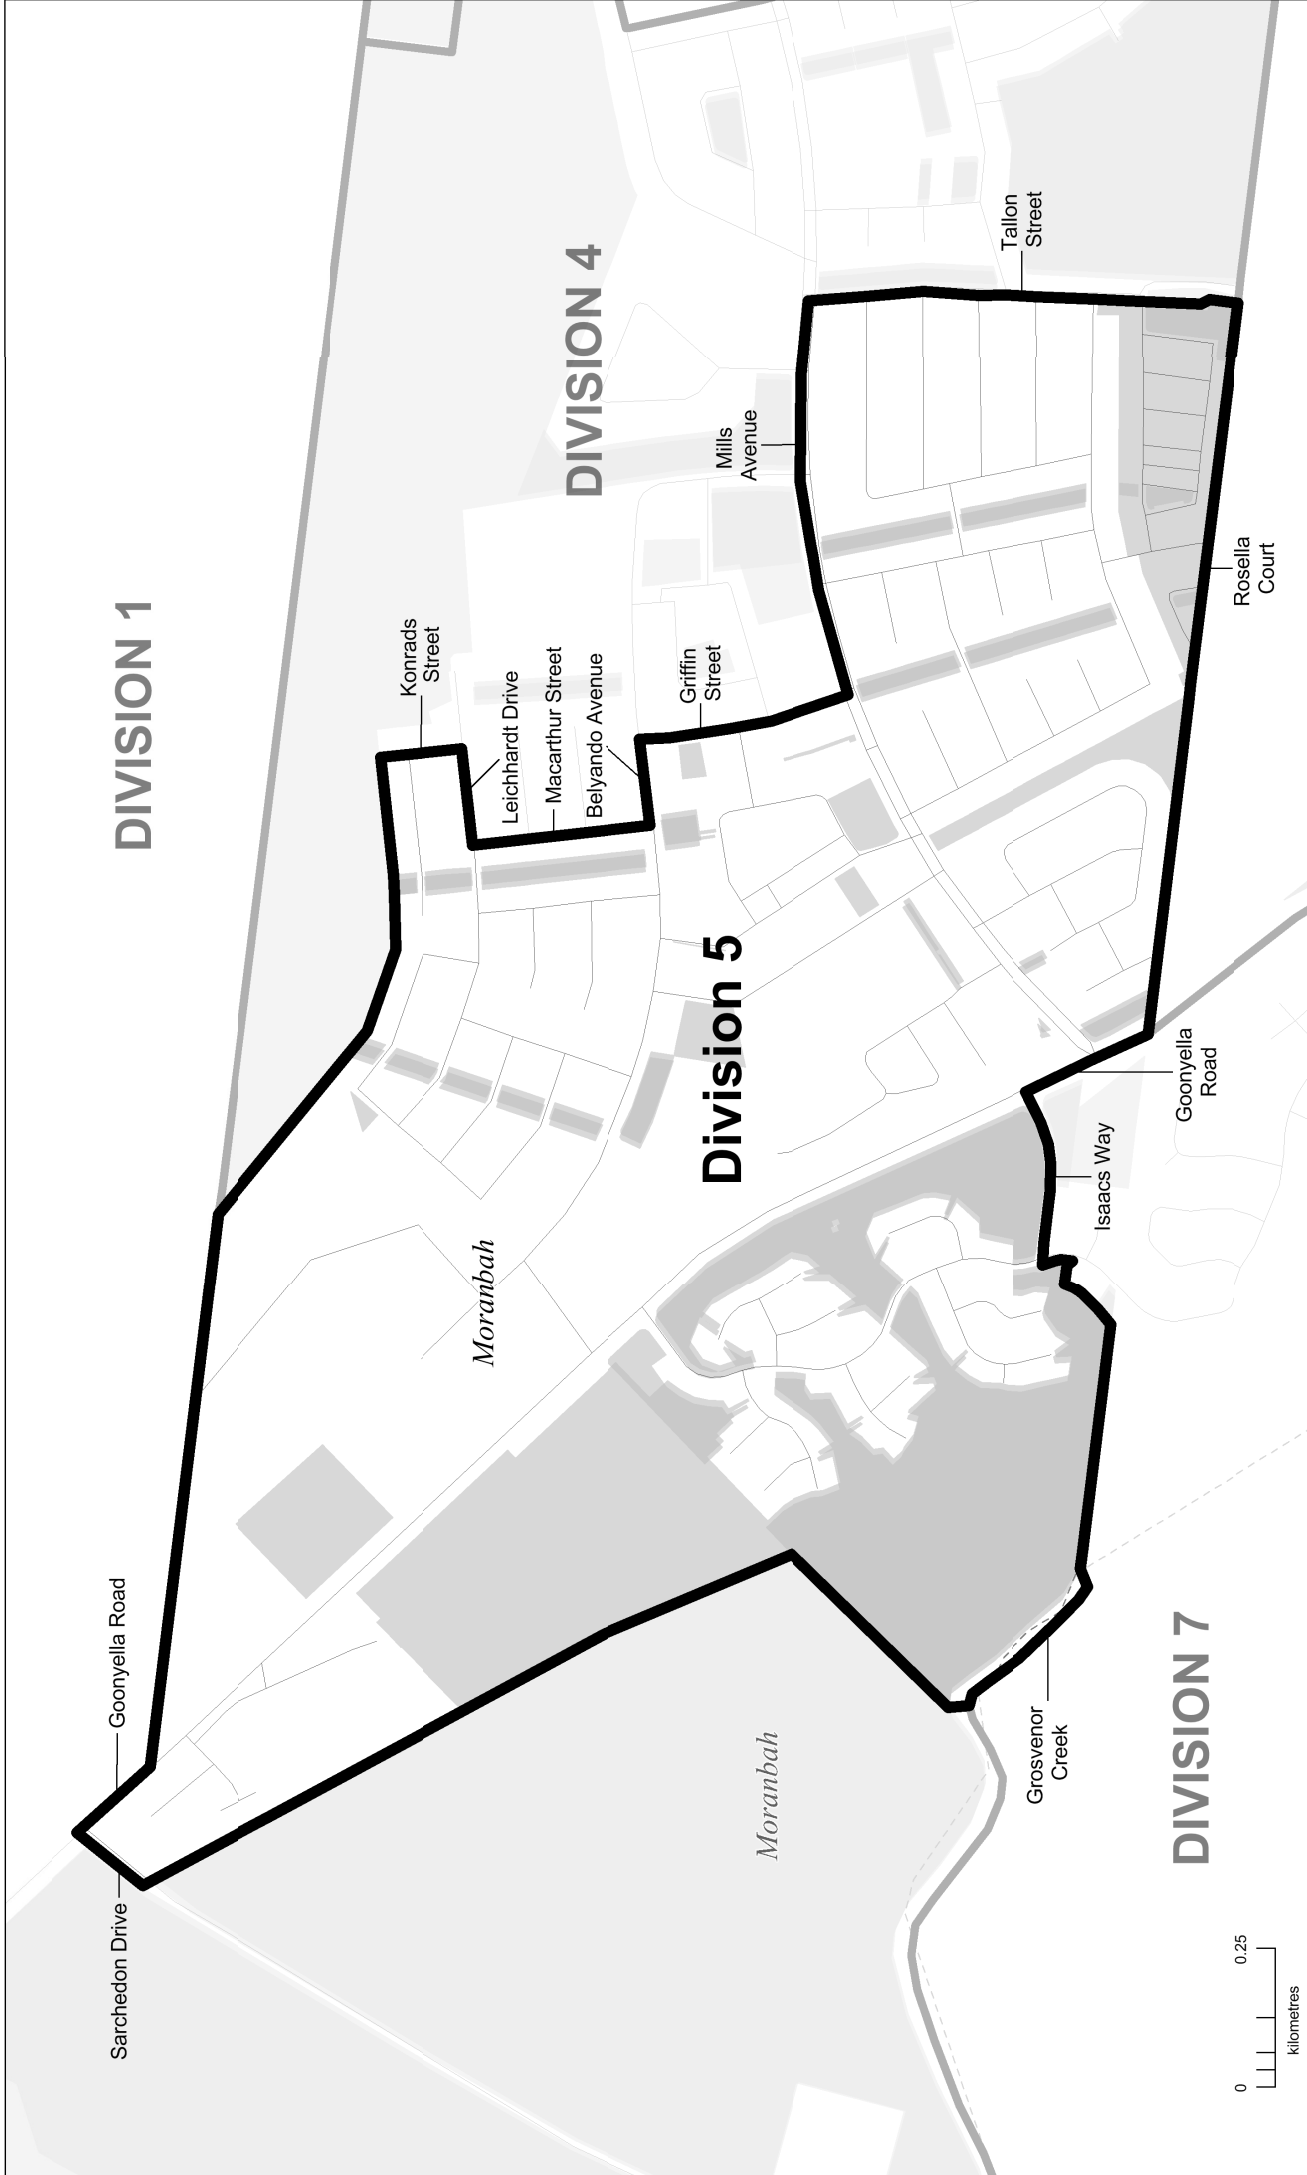 DIVISION 1
Sarchedon Drive
Goonyella Road
Konrads
Street
Leichhardt Drive
Macarthur Street
Belyando Avenue
DIVISION 4
Griffin
Street
Mills
Avenue
Moranbah
Division 5
Moranbah
Tallon
Street
Grosvenor
Creek
Isaacs Way
Goonyella
Road
DIVISION 7
Rosella
Court
0
0.25
kilometres